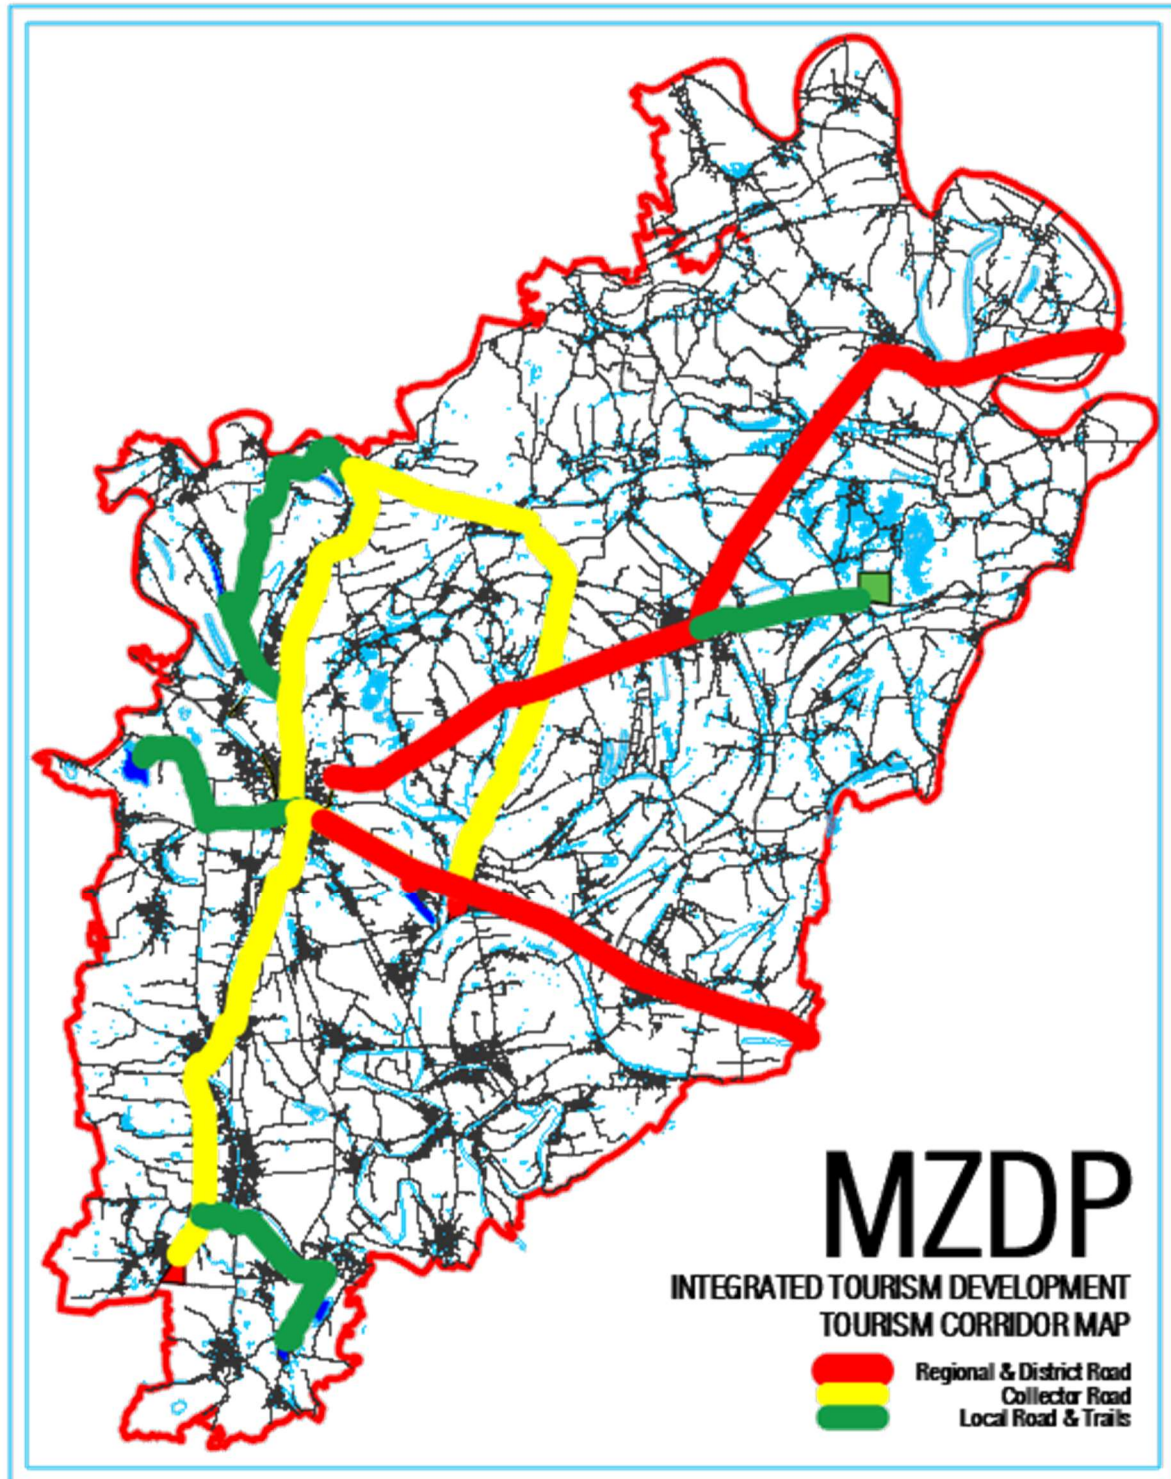 MZDP
INTEGRATED TOURISM DEVELOPMENT
TOURISM CORRIDOR MAP
Regional & District Road
Collector Road
Local Road & Trails